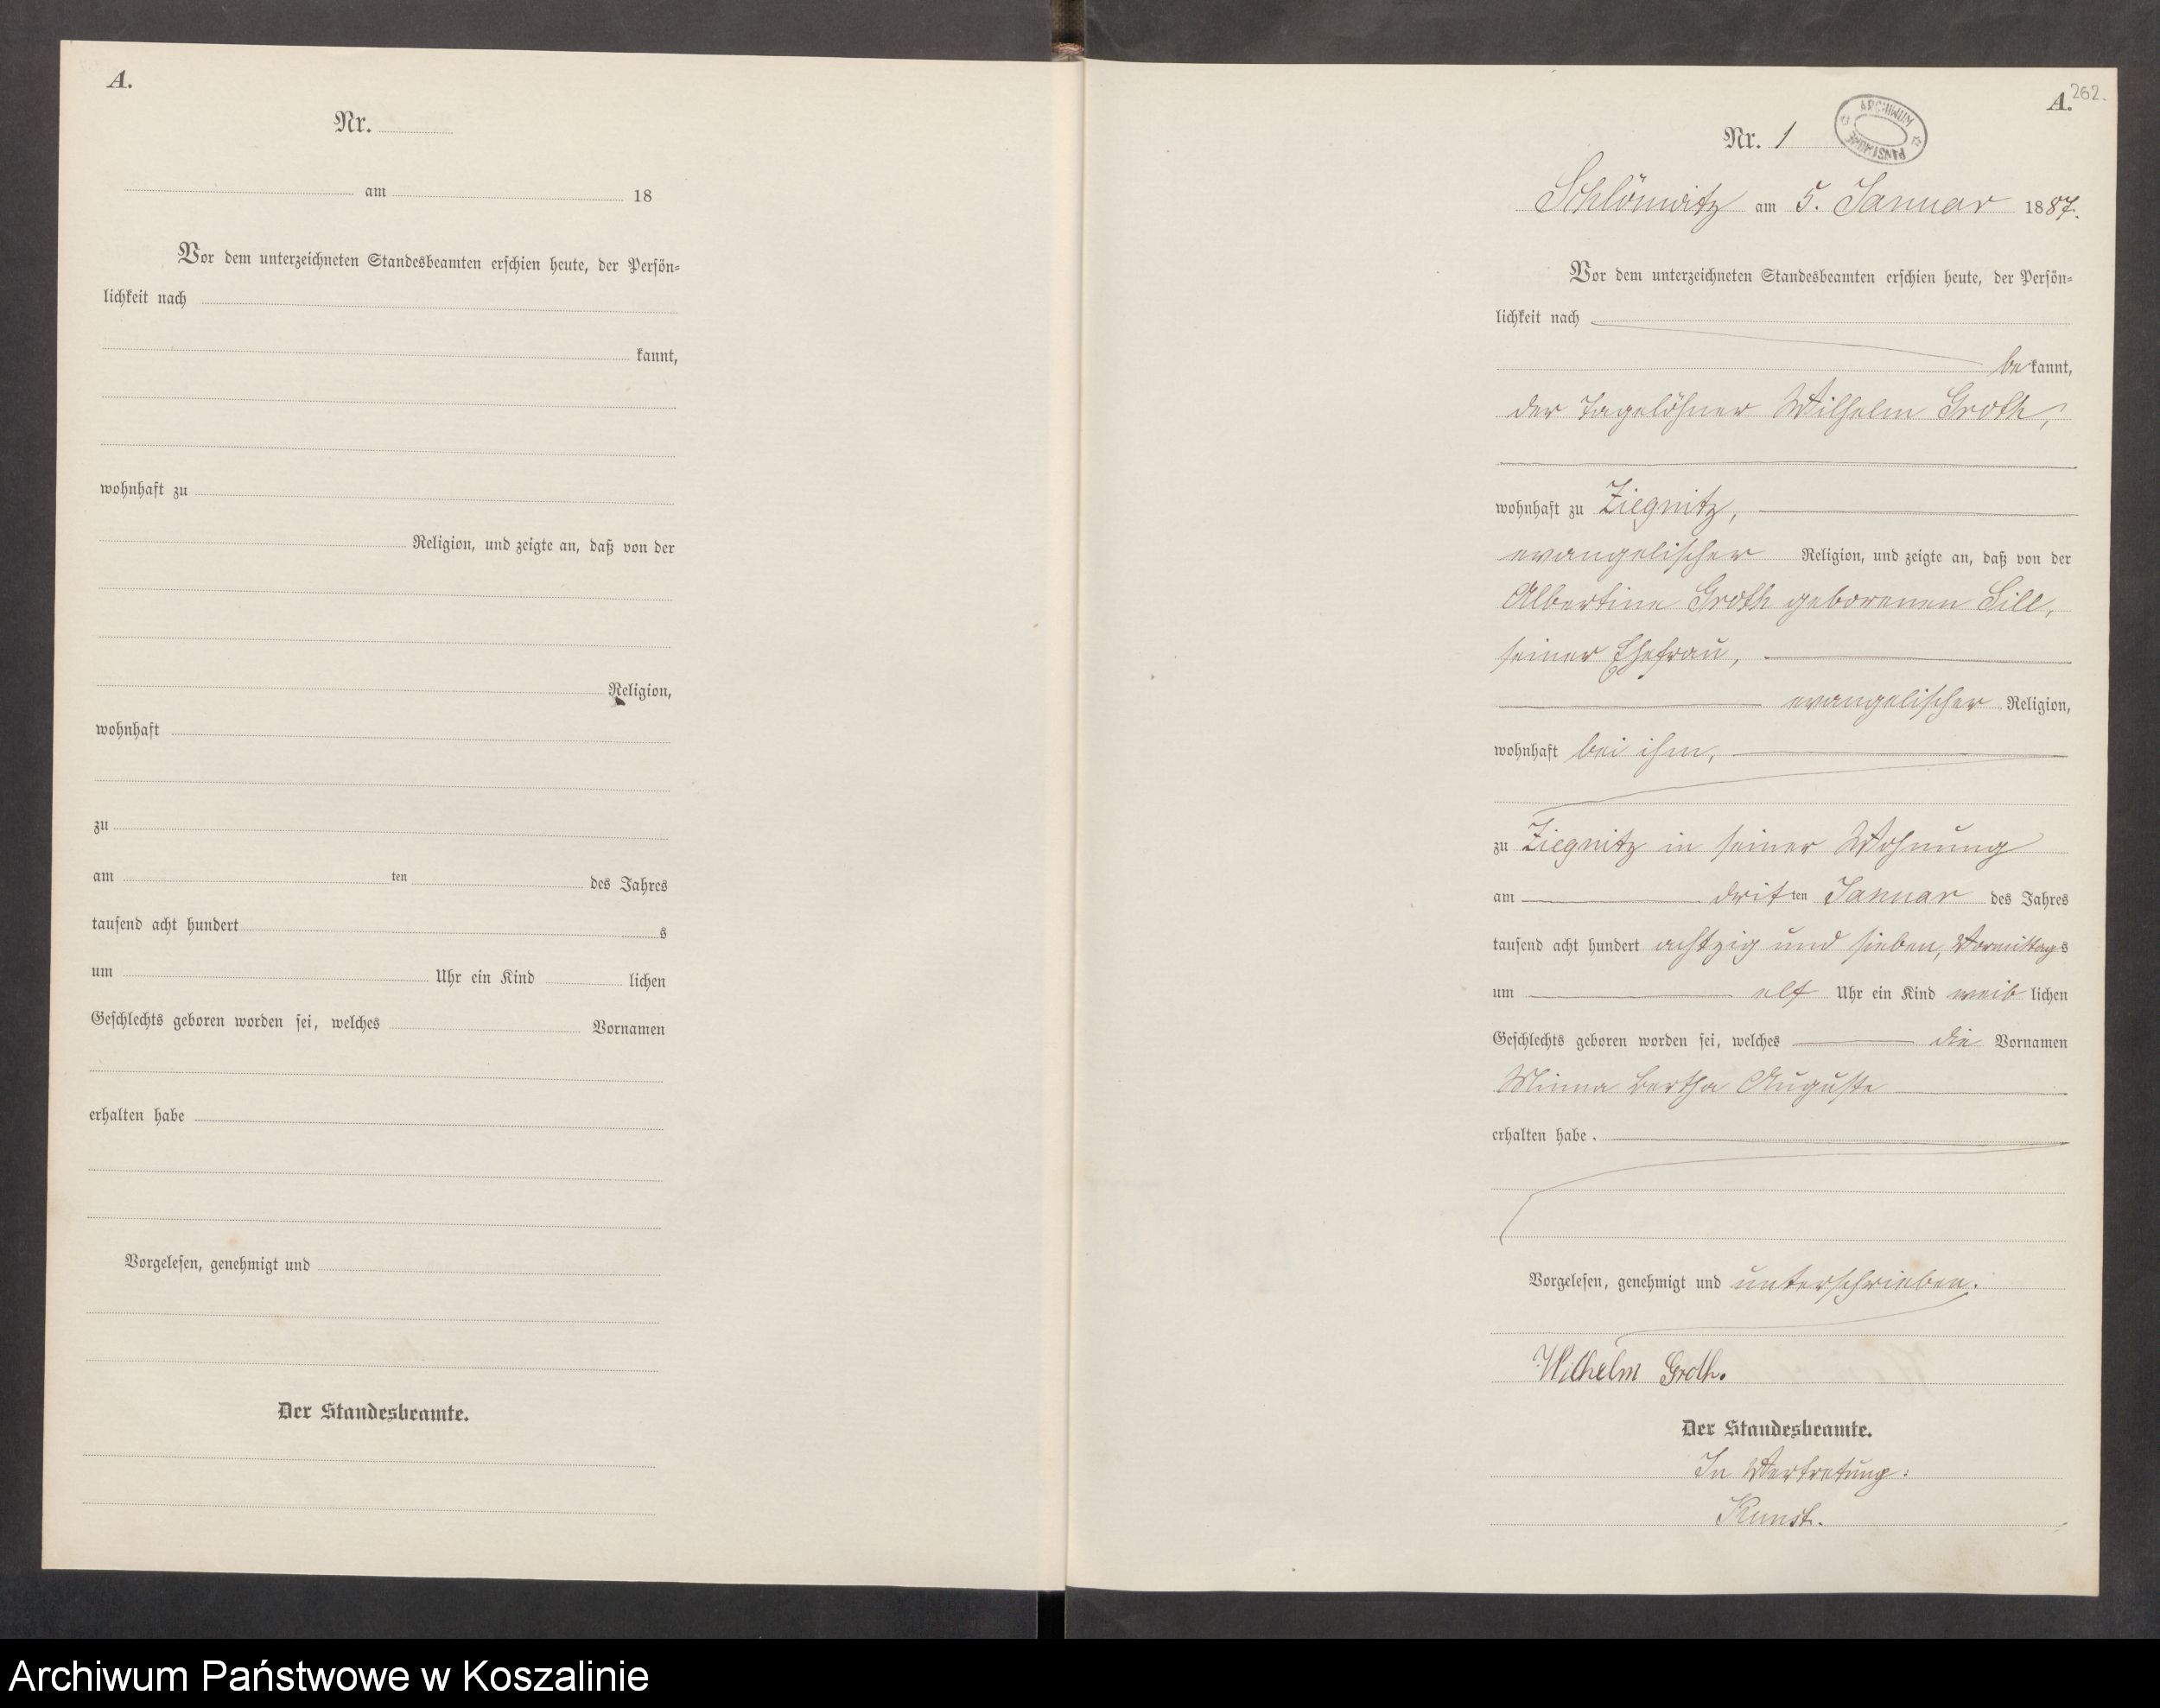 A.
Nr.
am 18
Vor dem unterzeichneten Standesbeamten erschien heute, der Persön=
lichkeit nach
kannt,
wohnhaft zu
Religion, und zeigte an, daß von der
Religion,
wohnhaft
zu
am ten des Jahres
tausend acht hundert s
um Uhr ein Kind lichen
Geschlechts geboren worden sei, welches Vornamen
erhalten habe
Vorgelesen, genehmigt und
Der Standesbeamte.
A. 262.
Nr. 1
ARCHIWUM PAŃSTWOWE
Schlönwitz am 5. Januar 1887.
Vor dem unterzeichneten Standesbeamten erschien heute, der Persön=
lichkeit nach
bekannt,
der Tagelöhner Wilhelm Groth,
wohnhaft zu Ziegnitz,
evangelischer Religion, und zeigte an, daß von der
Albertine Groth geborenen Lill,
seiner Ehefrau,
evangelischer Religion,
wohnhaft bei ihm,
zu Ziegnitz in seiner Wohnung
am dritten Januar des Jahres
tausend acht hundert achtzig und sieben, Vormittags
um elf Uhr ein Kind weiblichen
Geschlechts geboren worden sei, welches die Vornamen
Minna Bertha Auguste
erhalten habe.
Vorgelesen, genehmigt und unterschrieben.
Wilhelm Groth.
Der Standesbeamte.
In Vertretung:
Kunst.
Archiwum Państwowe w Koszalinie